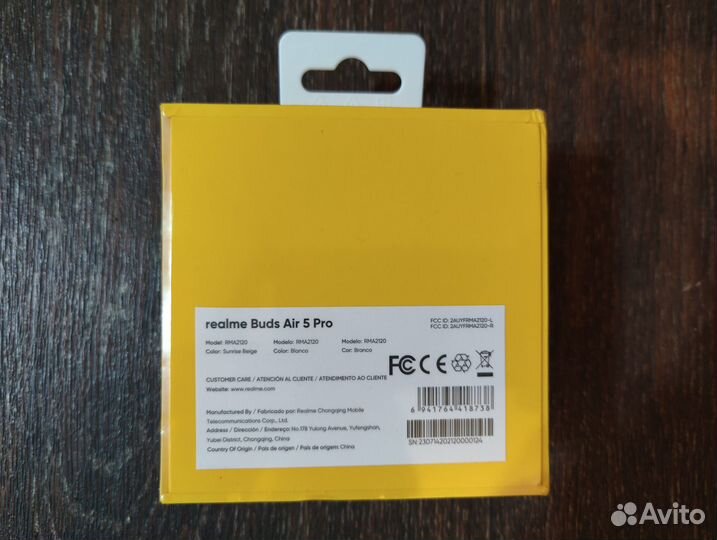 realme Buds Air 5 Pro
FCC ID: 2AUYFRMA2120-L
FCC ID: 2AUYFRMA2120-R
Model: RMA2120 Modelo: RMA2120 Modelo: RMA2120
Color: Sunrise Beige Color: Blanco Cor: Branco
FC CE
CUSTOMER CARE / ATENCIÓN AL CLIENTE / ATENDIMENTO AO CLIENTE
Website: www.realme.com
Manufactured By / Fabricado por: Realme Chongqing Mobile
Telecommunications Corp., Ltd.
Address / Dirección / Endereço: No.178 Yulong Avenue, Yufengshan,
Yubei District, Chongqing, China
Country Of Origin / País de origen / País de origem: China
6 941764 418738
SN:230714202120000124
Avito